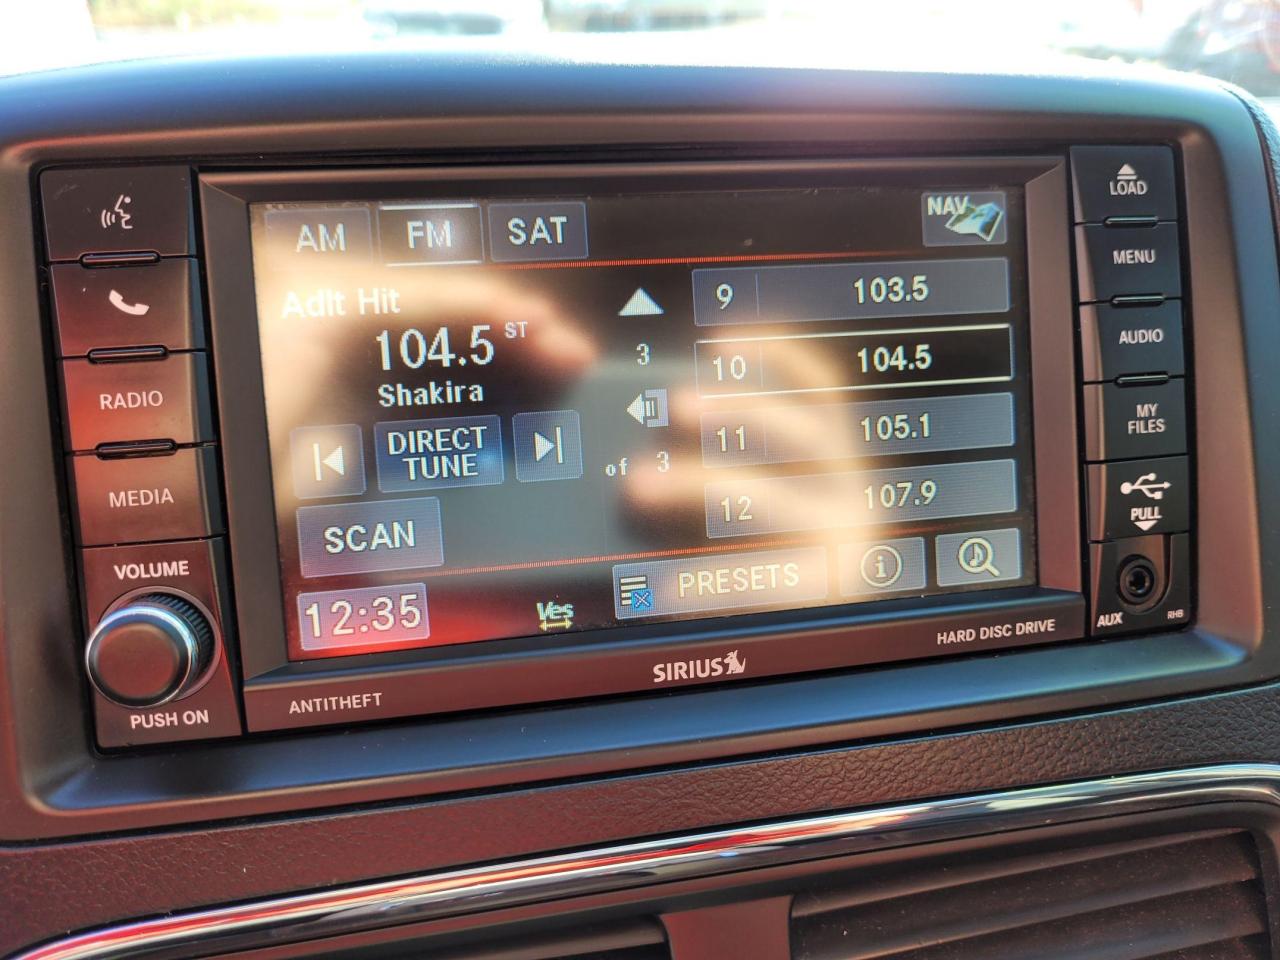 AM FM SAT NAV
Adlt Hit
104.5 ST
Shakira
DIRECT
TUNE
SCAN
12:35
3
of 3
9 103.5
10 104.5
11 105.1
12 107.9
Yes
PRESETS
i
RADIO
MEDIA
VOLUME
PUSH ON
LOAD
MENU
AUDIO
MY
FILES
PULL
AUX
RHB
ANTITHEFT
SIRIUS
HARD DISC DRIVE